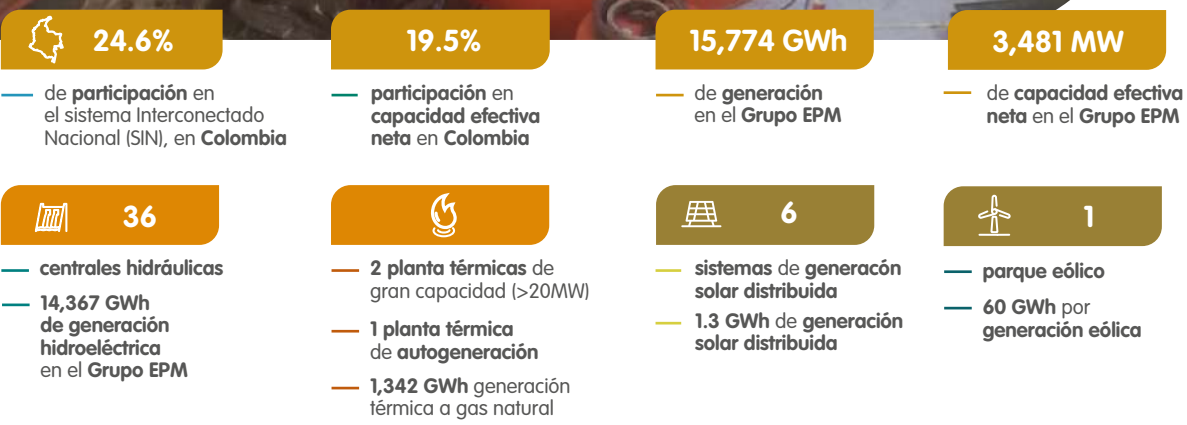 24.6%
de participación en
el sistema Interconectado
Nacional (SIN), en Colombia
19.5%
participación en
capacidad efectiva
neta en Colombia
15,774 GWh
de generación
en el Grupo EPM
3,481 MW
de capacidad efectiva
neta en el Grupo EPM
36
centrales hidráulicas
14,367 GWh
de generación
hidroeléctrica
en el Grupo EPM
2 planta térmicas de
gran capacidad (>20MW)
1 planta térmica
de autogeneración
1,342 GWh generación
térmica a gas natural
6
sistemas de generacón
solar distribuida
1.3 GWh de generación
solar distribuida
1
parque eólico
60 GWh por
generación eólica